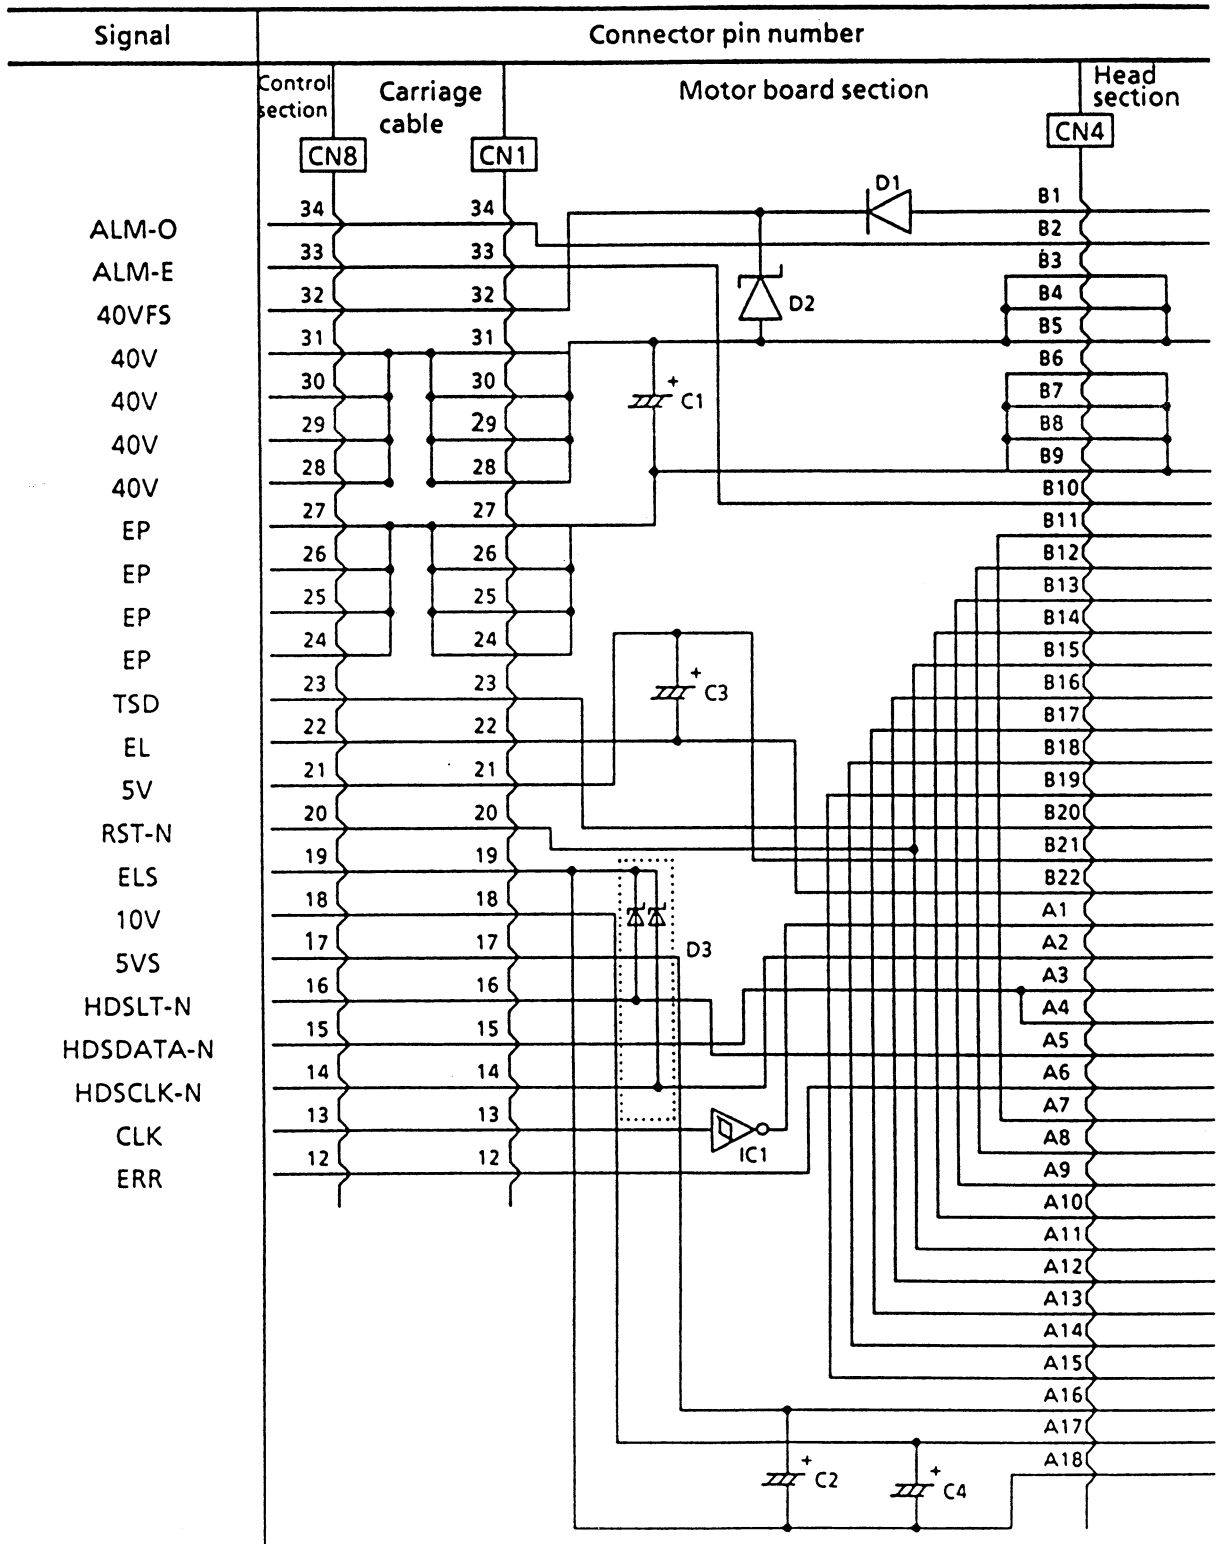 Signal
Connector pin number
Control section
Carriage cable
Motor board section
Head section
CN8
CN1
CN4
ALM-O 34 34
ALM-E 33 33
40VFS 32 32
40V 31 31
40V 30 30
40V 29 29
40V 28 28
EP 27 27
EP 26 26
EP 25 25
EP 24 24
TSD 23 23
EL 22 22
5V 21 21
RST-N 20 20
ELS 19 19
10V 18 18
5VS 17 17
HDSLT-N 16 16
HDSDATA-N 15 15
HDSCLK-N 14 14
CLK 13 13
ERR 12 12
D1
D2
+ C1
+ C3
D3
IC1
+ C2
+ C4
B1
B2
B3
B4
B5
B6
B7
B8
B9
B10
B11
B12
B13
B14
B15
B16
B17
B18
B19
B20
B21
B22
A1
A2
A3
A4
A5
A6
A7
A8
A9
A10
A11
A12
A13
A14
A15
A16
A17
A18